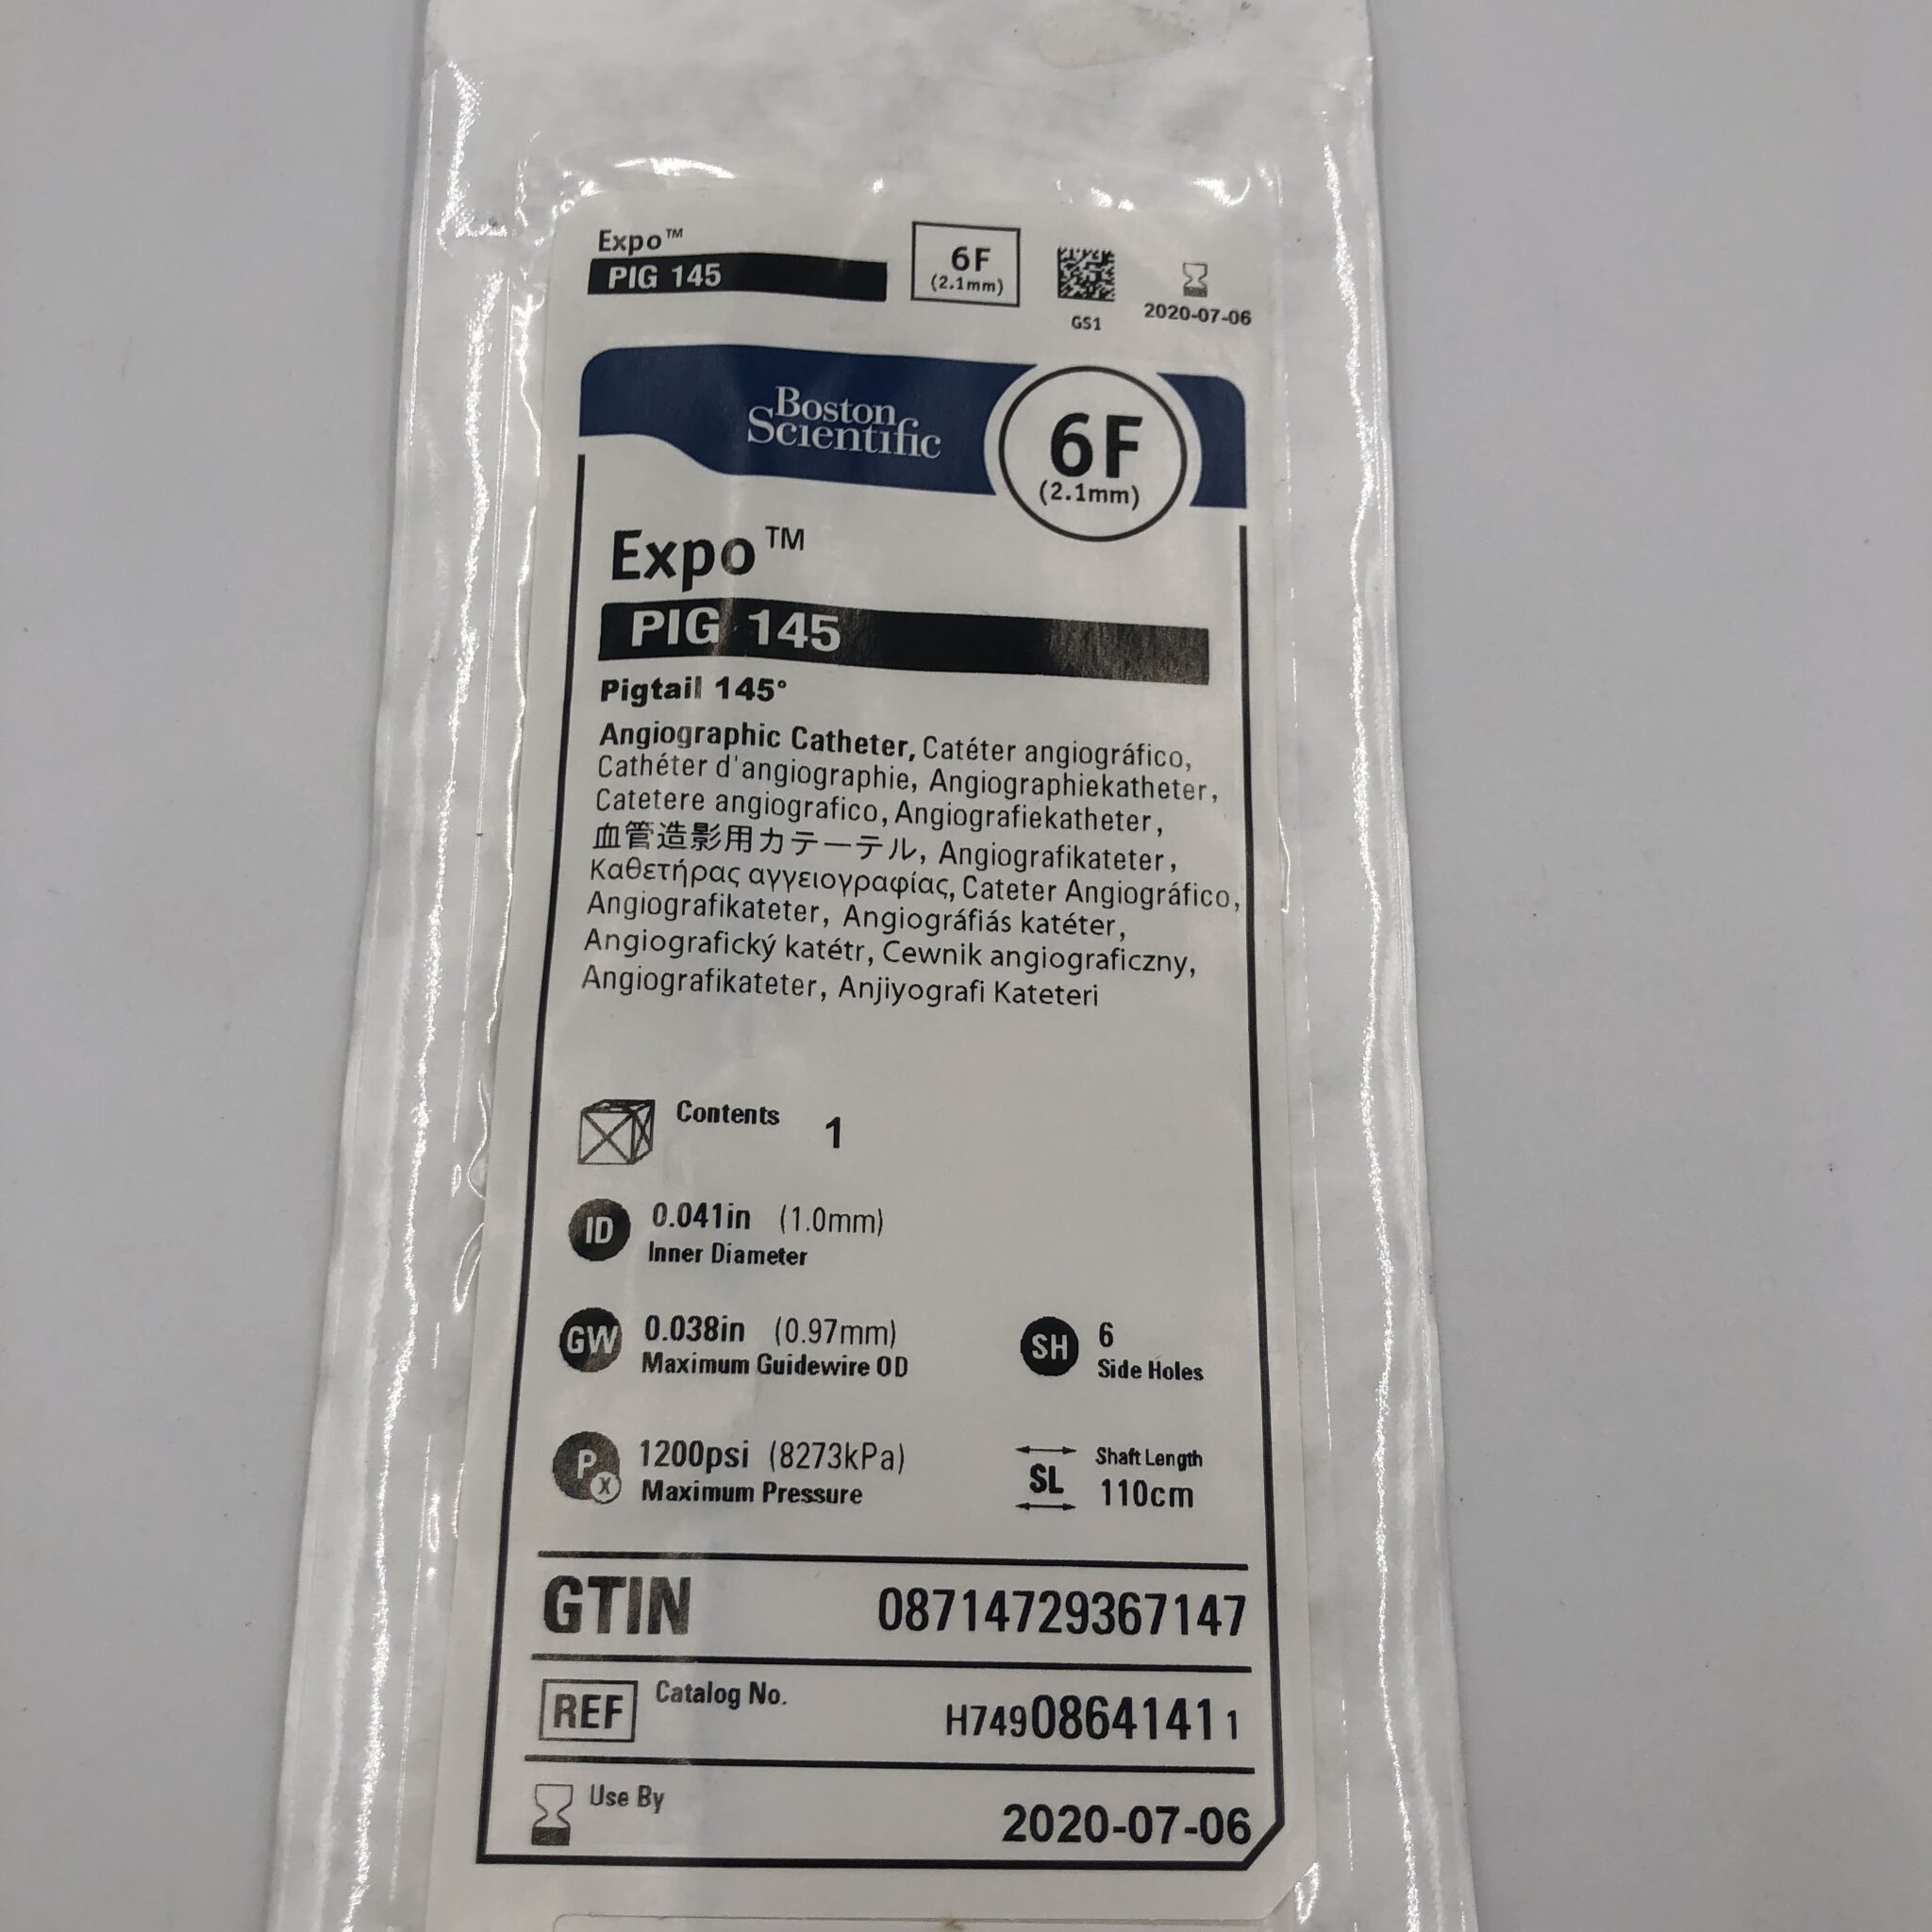 Expo™
PIG 145
6F
(2.1mm)
GS1
2020-07-06
Boston
Scientific
6F
(2.1mm)
Expo™
PIG 145
Pigtail 145°
Angiographic Catheter, Catéter angiográfico,
Cathéter d'angiographie, Angiographiekatheter,
Catetere angiografico, Angiografiekatheter,
血管造影用カテーテル, Angiografikateter,
Καθετήρας αγγειογραφίας, Cateter Angiográfico,
Angiografikateter, Angiográfiás katéter,
Angiografický katétr, Cewnik angiograficzny,
Angiografikateter, Anjiyografi Kateteri
Contents 1
ID 0.041in (1.0mm)
Inner Diameter
GW 0.038in (0.97mm)
Maximum Guidewire OD
SH 6
Side Holes
Px 1200psi (8273kPa)
Maximum Pressure
SL Shaft Length
110cm
GTIN 08714729367147
REF Catalog No. H74908641411
Use By
2020-07-06